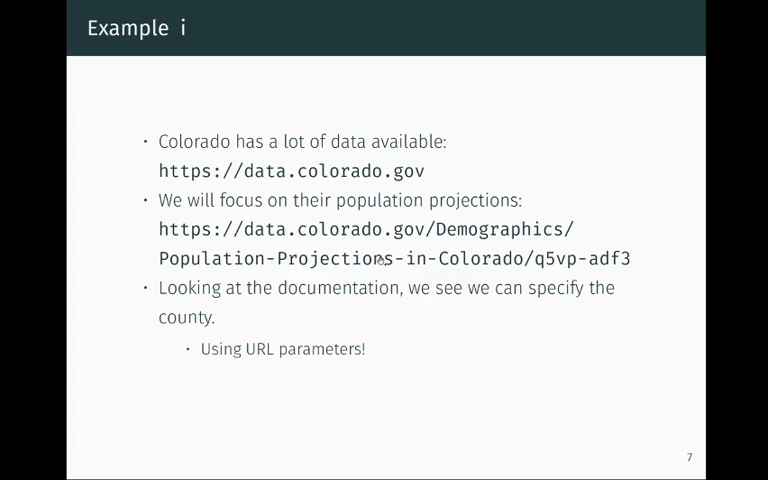 Example i
• Colorado has a lot of data available:
https://data.colorado.gov
• We will focus on their population projections:
https://data.colorado.gov/Demographics/
Population-Projections-in-Colorado/q5vp-adf3
• Looking at the documentation, we see we can specify the
county.
• Using URL parameters!
7